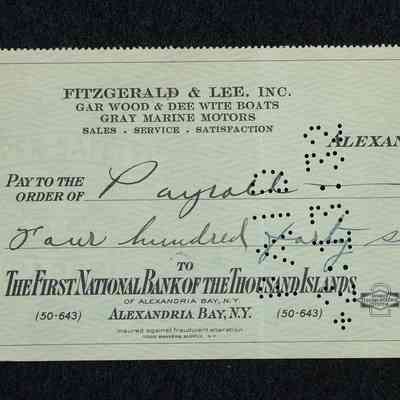 FITZGERALD & LEE, INC.
GAR WOOD & DEE WITE BOATS
GRAY MARINE MOTORS
SALES . SERVICE . SATISFACTION
ALEXAN
PAY TO THE ORDER OF Payroll
Four hundred forty s
TO
THE FIRST NATIONAL BANK OF THE THOUSAND ISLANDS
OF ALEXANDRIA BAY, N.Y.
(50-643) ALEXANDRIA BAY, N.Y. (50-643)
insured against fraudulent alteration